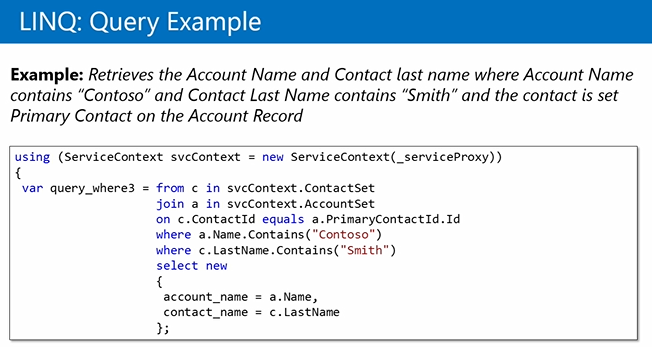 LINQ: Query Example
Example: Retrieves the Account Name and Contact last name where Account Name
contains “Contoso” and Contact Last Name contains “Smith” and the contact is set
Primary Contact on the Account Record
using (ServiceContext svcContext = new ServiceContext(_serviceProxy))
{
var query_where3 = from c in svcContext.ContactSet
join a in svcContext.AccountSet
on c.ContactId equals a.PrimaryContactId.Id
where a.Name.Contains("Contoso")
where c.LastName.Contains("Smith")
select new
{
account_name = a.Name,
contact_name = c.LastName
};